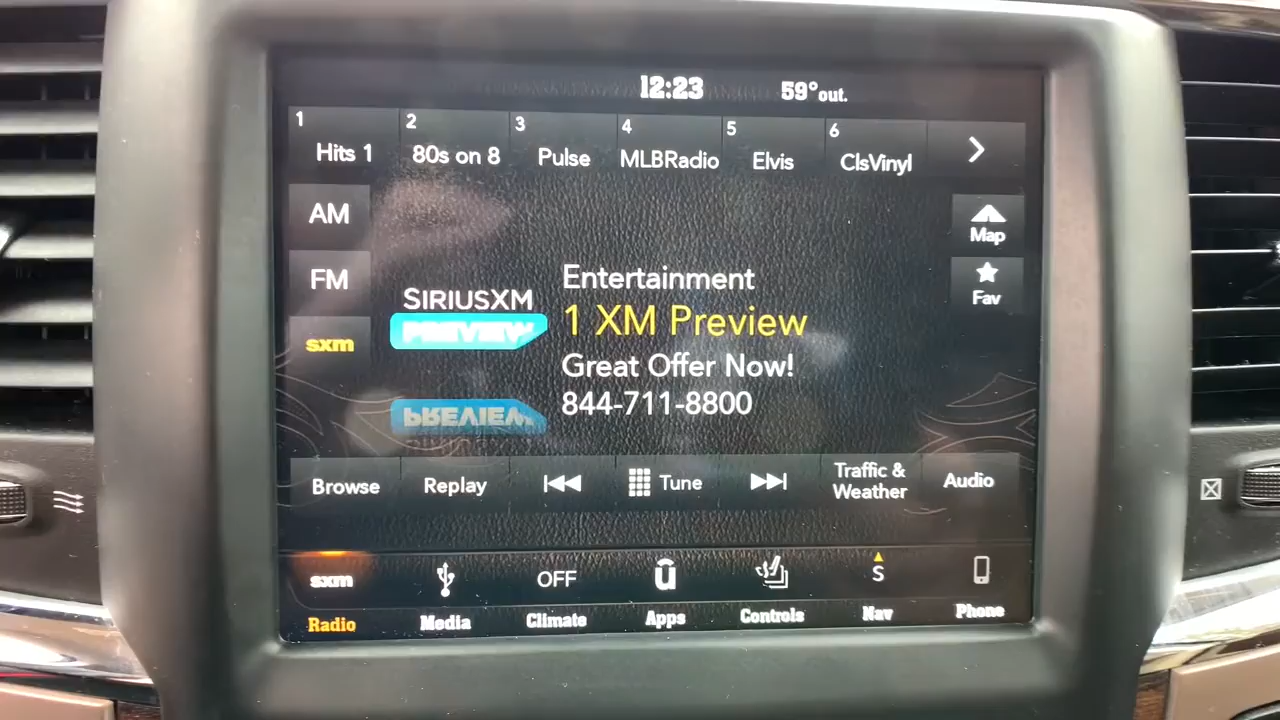 12:23 59° out.
1 2 3 4 5 6
Hits 1 80s on 8 Pulse MLBRadio Elvis ClsVinyl
AM
Map
FM
Fav
sxm
SIRIUSXM
PREVIEW
Entertainment
1 XM Preview
Great Offer Now!
844-711-8800
Browse Replay Tune Traffic & Weather Audio
sxm OFF û S
Radio Media Climate Apps Controls Nav Phone